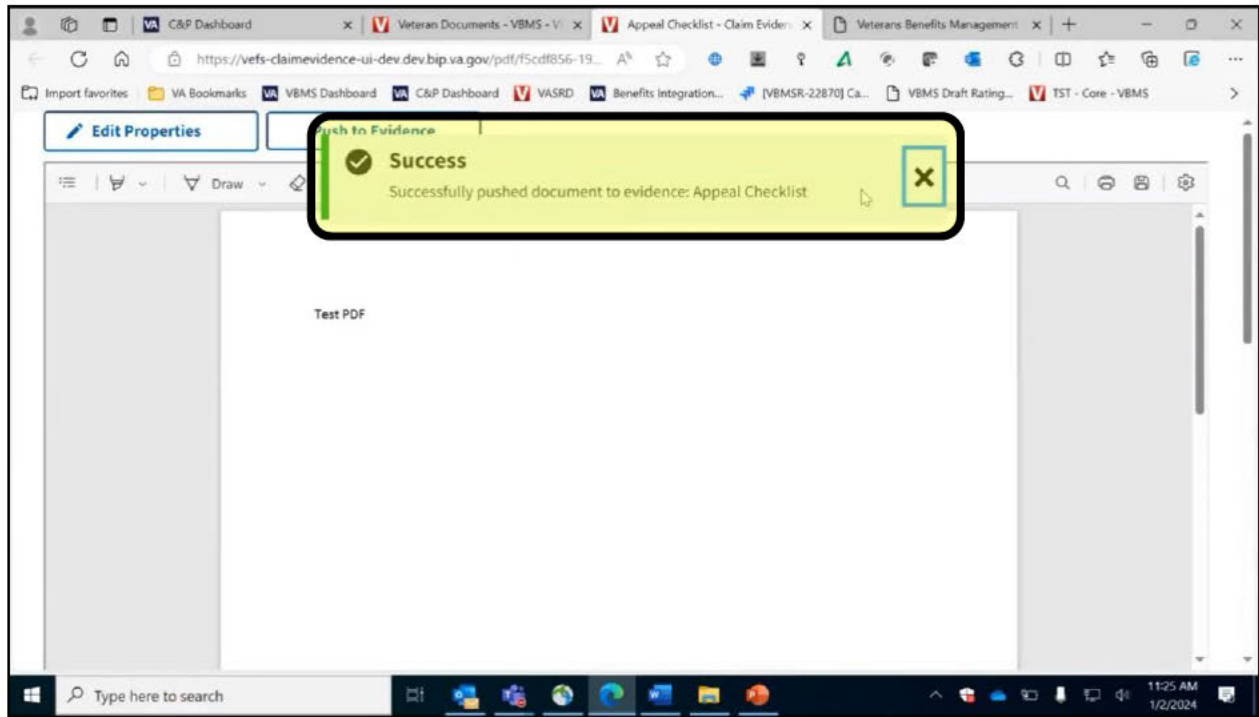 C&P Dashboard
Veteran Documents - VBMS - V
Appeal Checklist - Claim Eviden
Veterans Benefits Management
https://vefs-claimevidence-ui-dev.dev.bip.va.gov/pdf/f5cdf856-19...
Import favorites
VA Bookmarks
VBMS Dashboard
C&P Dashboard
VASRD
Benefits Integration...
[VBMSR-22870] Ca...
VBMS Draft Rating...
TST - Core - VBMS
Edit Properties
Push to Evidence
Success
Successfully pushed document to evidence: Appeal Checklist
Draw
Test PDF
Type here to search
11:25 AM
1/2/2024